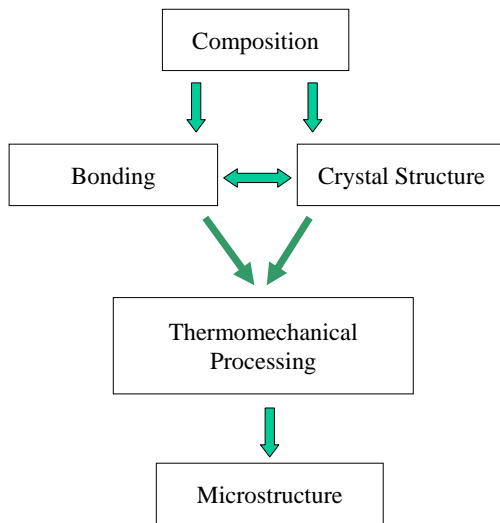 Composition
Bonding
Crystal Structure
Thermomechanical
Processing
Microstructure